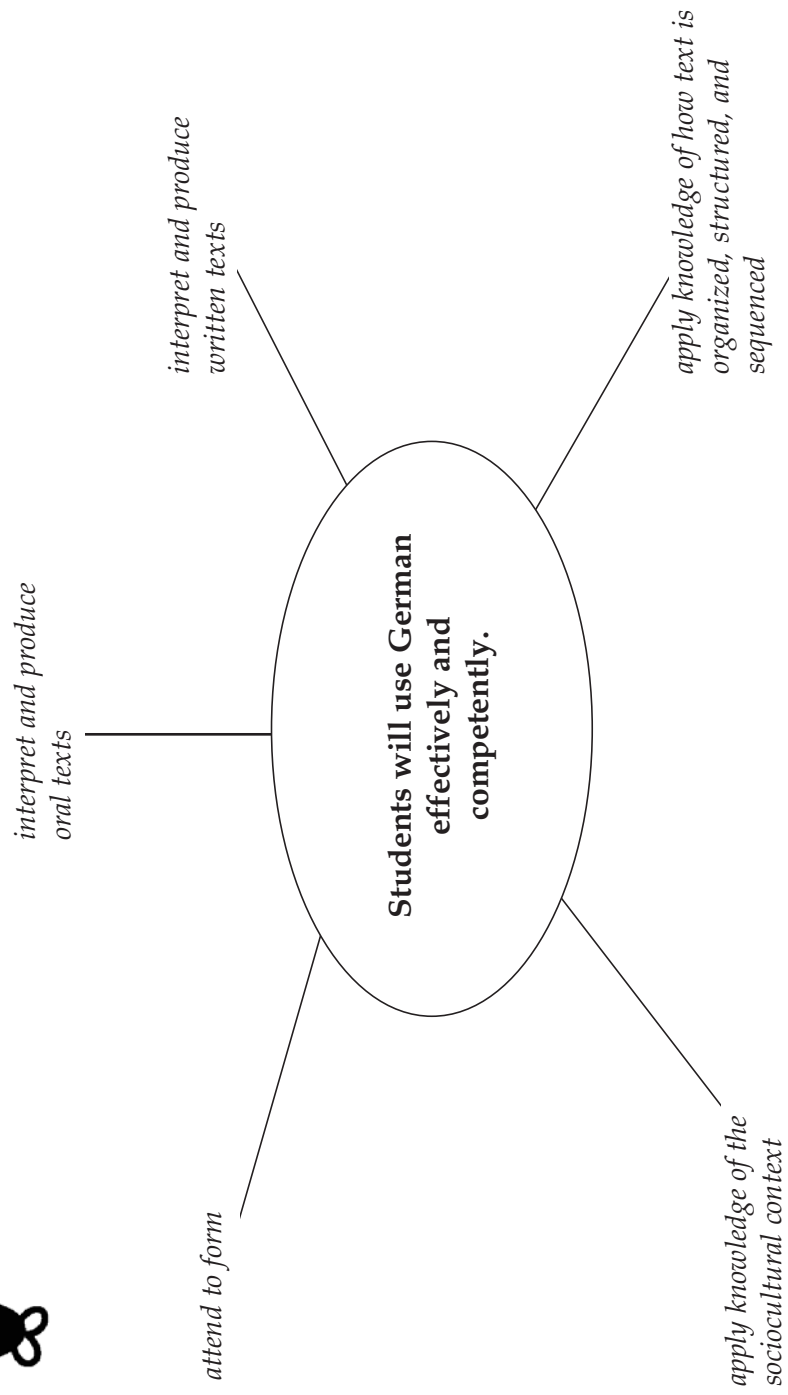 interpret and produce
oral texts
interpret and produce
written texts
attend to form
Students will use German
effectively and
competently.
apply knowledge of how text is
organized, structured, and
sequenced
apply knowledge of the
sociocultural context